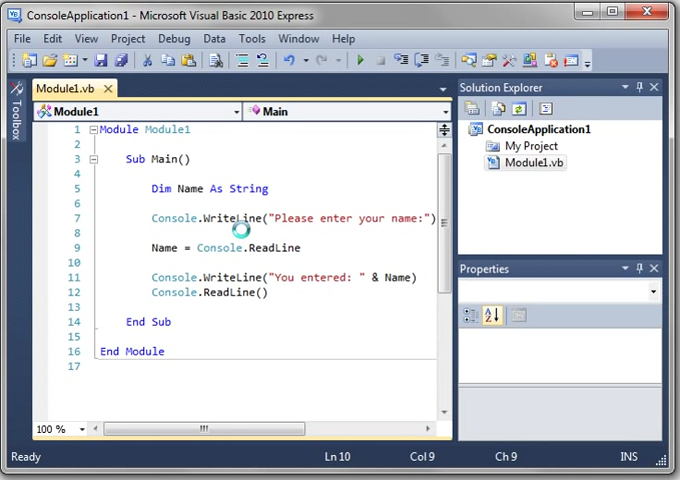 ConsoleApplication1 - Microsoft Visual Basic 2010 Express
File Edit View Project Debug Data Tools Window Help
Toolbox
Module1.vb
Module1 Main
1 Module Module1
2
3 Sub Main()
4
5 Dim Name As String
6
7 Console.WriteLine("Please enter your name:")
8
9 Name = Console.ReadLine
10
11 Console.WriteLine("You entered: " & Name)
12 Console.ReadLine()
13
14 End Sub
15
16 End Module
17
100 %
Solution Explorer
ConsoleApplication1
My Project
Module1.vb
Properties
Ready Ln 10 Col 9 Ch 9 INS